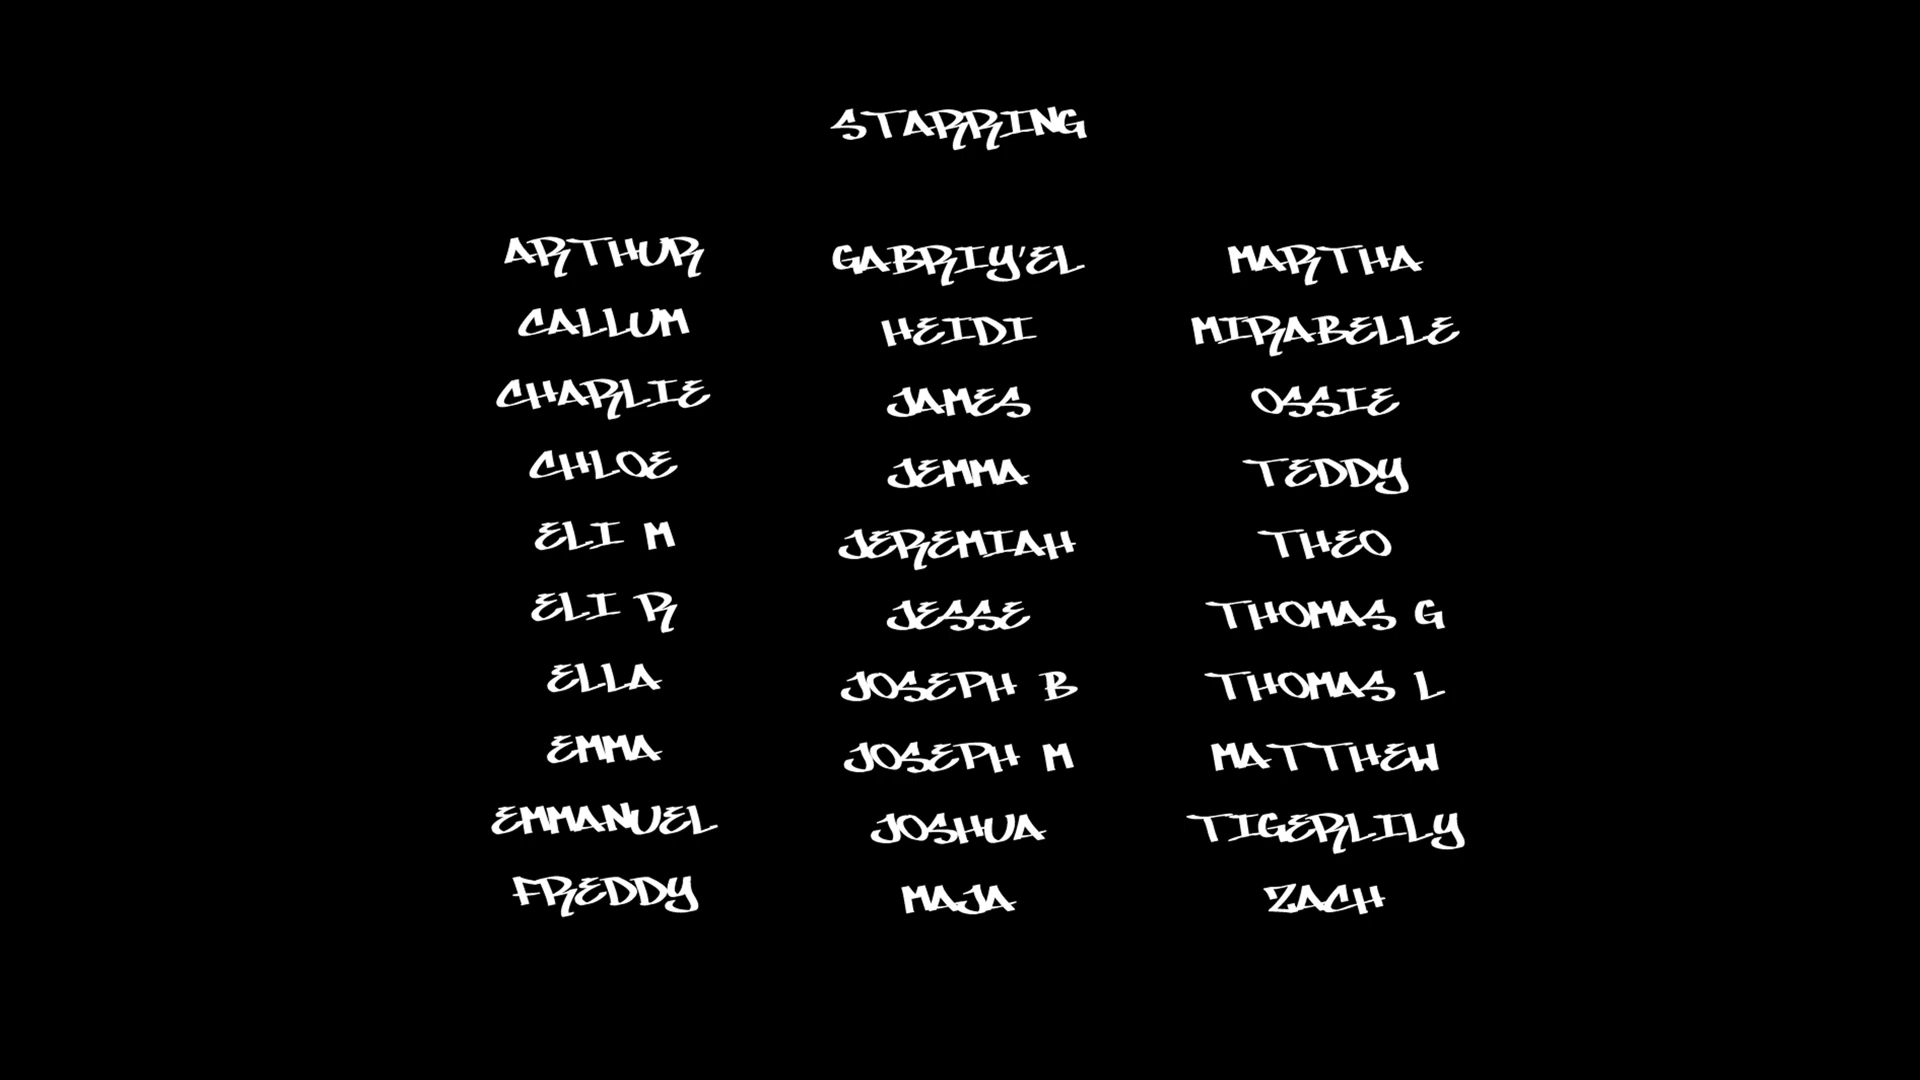 STARRING
ARTHUR
CALLUM
CHARLIE
CHLOE
ELI M
ELI R
ELLA
EMMA
EMMANUEL
FREDDY
GABRIY'EL
HEIDI
JAMES
JEMMA
JEREMIAH
JESSE
JOSEPH B
JOSEPH M
JOSHUA
MAJA
MARTHA
MIRABELLE
OSSIE
TEDDY
THEO
THOMAS G
THOMAS L
MATTHEW
TIGERLILY
ZACH